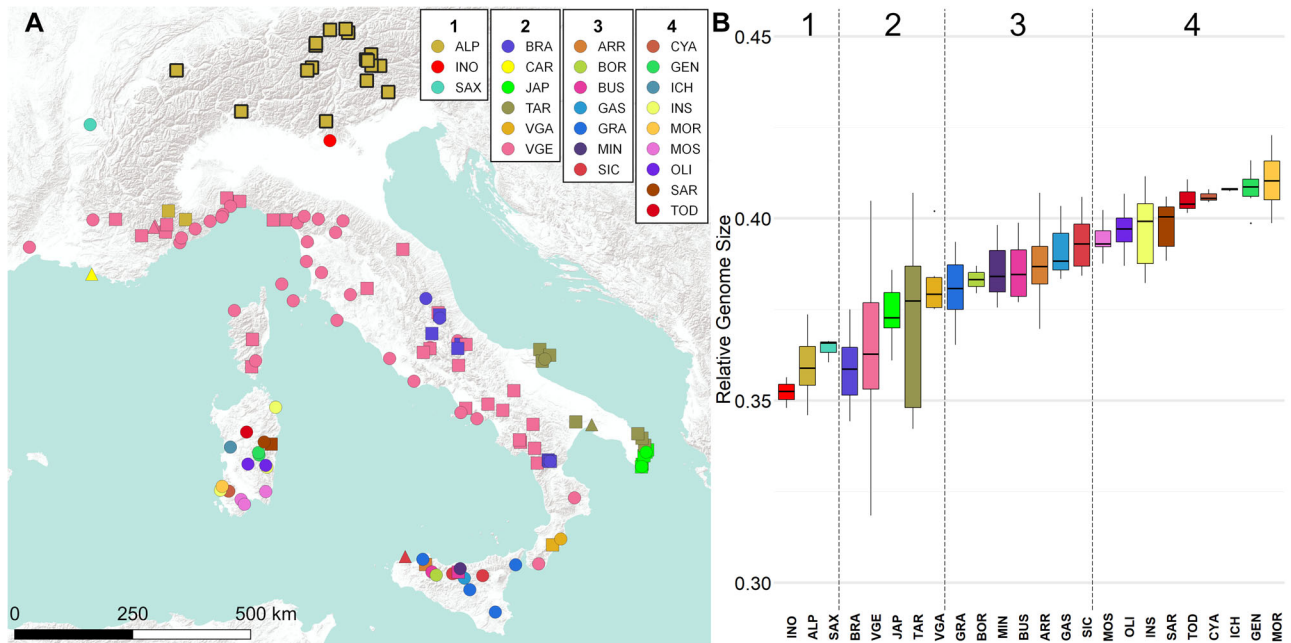 A
1
ALP
INO
SAX
2
BRA
CAR
JAP
TAR
VGA
VGE
3
ARR
BOR
BUS
GAS
GRA
MIN
SIC
4
CYA
GEN
ICH
INS
MOR
MOS
OLI
SAR
TOD
0 250 500 km
B
1 2 3 4
Relative Genome Size
0.45
0.40
0.35
0.30
INO ALP SAX BRA VGE JAP TAR VGA GRA BOR MIN BUS ARR GAS SIC MOS OLI INS SAR TOD CYA ICH GEN MOR